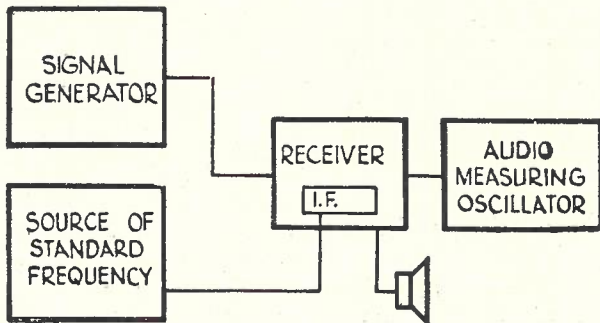 SIGNAL
GENERATOR
SOURCE OF
STANDARD
FREQUENCY
RECEIVER
I.F.
AUDIO
MEASURING
OSCILLATOR